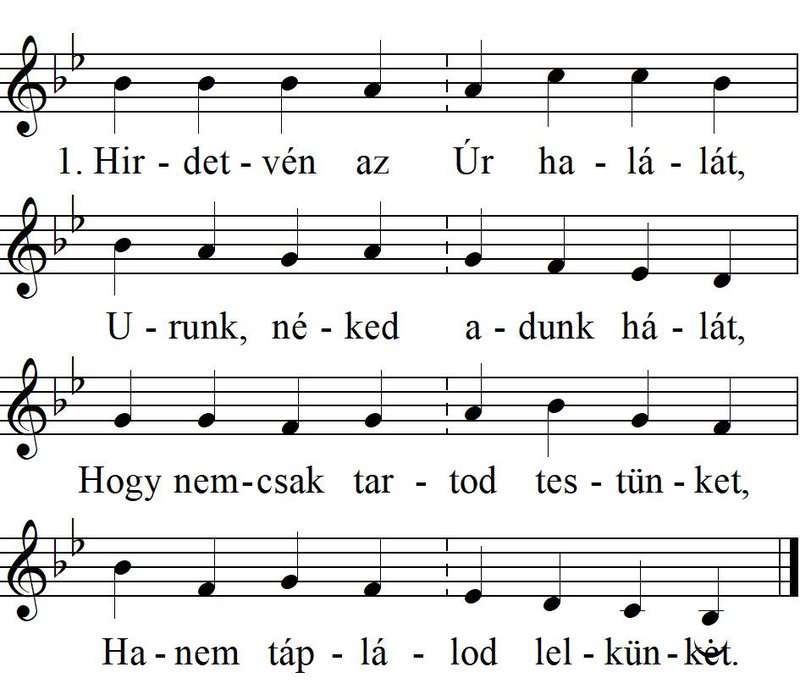 1. Hir - det - vén az Úr ha - lá - lát,
U - runk, né - ked a - dunk há - lát,
Hogy nem - csak tar - tod tes - tün - ket,
Ha - nem táp - lá - lod lel - kün - ket.